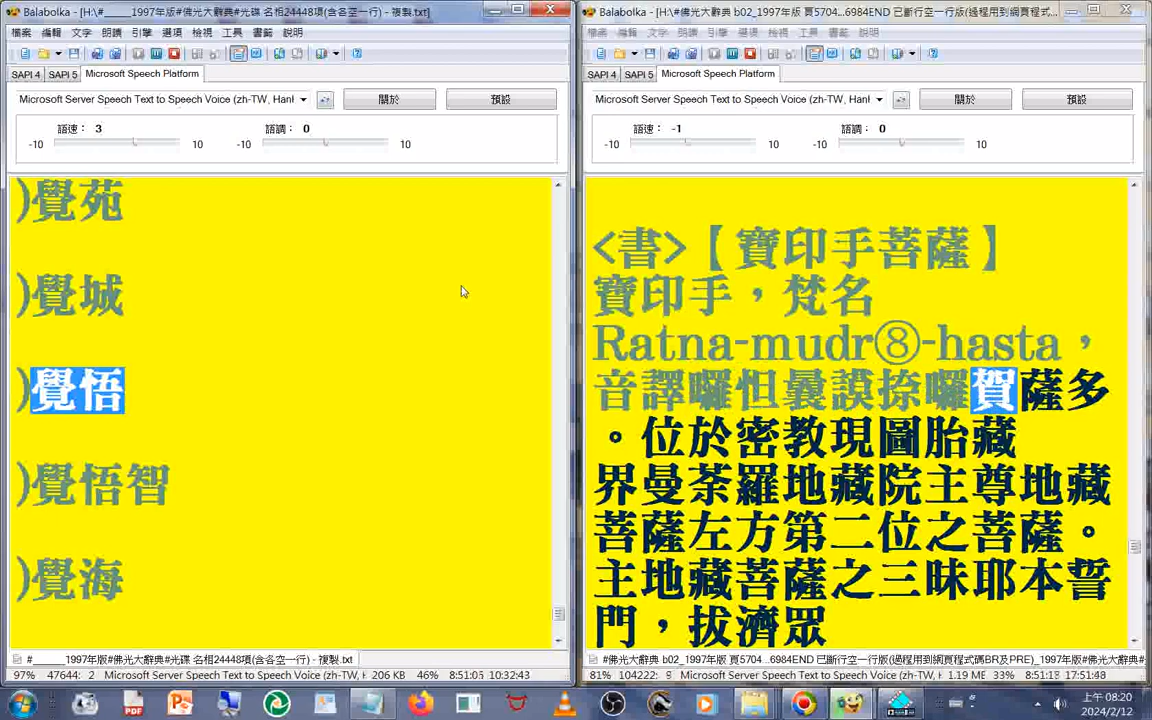 Balabolka - [H:\#_____1997年版#佛光大辭典#光碟 名相24448項(含各空一行) - 複製.txt]
檔案 編輯 文字 朗讀 引擎 選項 檢視 工具 書籤 說明
SAPI 4 SAPI 5 Microsoft Speech Platform
Microsoft Server Speech Text to Speech Voice (zh-TW, Hanl
關於
預設
語速： 3
語調： 0
-10 10 -10 10
)覺苑
)覺城
)覺悟
)覺悟智
)覺海
#_____1997年版#佛光大辭典#光碟 名相24448項(含各空一行) - 複製.txt
97% 47644: 2 Microsoft Server Speech Text to Speech Voice (zh-TW, H 206 KB 46% 8:51:05 10:32:43
Balabolka - [H:\#佛光大辭典 b02_1997年版 頁5704...6984END 已斷行空一行版(過程用到網頁程式...
檔案 編輯 文字 朗讀 引擎 選項 檢視 工具 書籤 說明
SAPI 4 SAPI 5 Microsoft Speech Platform
Microsoft Server Speech Text to Speech Voice (zh-TW, Hanl
關於
預設
語速： -1
語調： 0
-10 10 -10 10
<書>【寶印手菩薩】
寶印手，梵名
Ratna-mudr⑧-hasta，
音譯囉怛曩謨捺囉賀薩多
。位於密教現圖胎藏
界曼荼羅地藏院主尊地藏
菩薩左方第二位之菩薩。
主地藏菩薩之三昧耶本誓
門，拔濟眾
#佛光大辭典 b02_1997年版 頁5704...6984END 已斷行空一行版(過程用到網頁程式碼BR及PRE)_1997年版#
81% 104222: 9 Microsoft Server Speech Text to Speech Voice (zh-TW, H 1.19 ME 33% 8:51:1 17:51:48
上午 08:20
2024/2/12